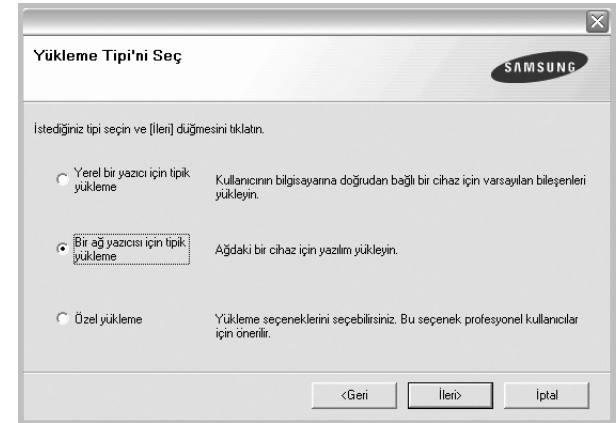 Yükleme Tipi'ni Seç
SAMSUNG
İstediğiniz tipi seçin ve [İleri] düğmesini tıklatın.
Yerel bir yazıcı için tipik
yükleme
Kullanıcının bilgisayarına doğrudan bağlı bir cihaz için varsayılan bileşenleri
yükleyin.
Bir ağ yazıcısı için tipik
yükleme
Ağdaki bir cihaz için yazılım yükleyin.
Özel yükleme
Yükleme seçeneklerini seçebilirsiniz. Bu seçenek profesyonel kullanıcılar
için önerilir.
<Geri
İleri>
İptal